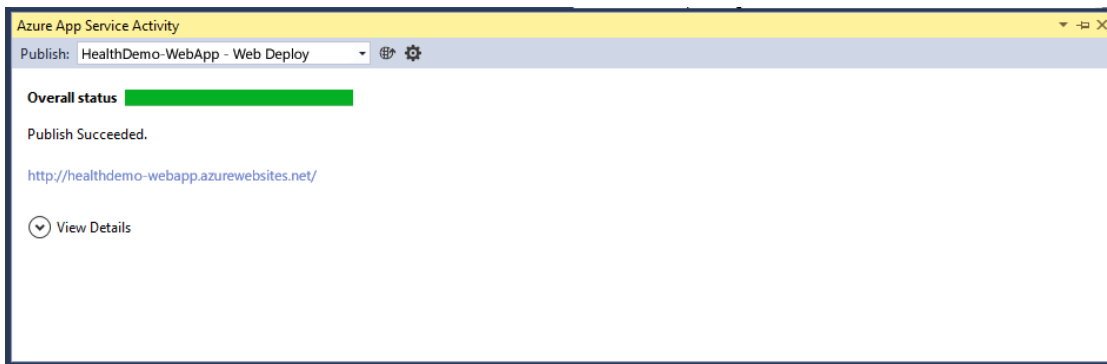 Azure App Service Activity
Publish: HealthDemo-WebApp - Web Deploy
Overall status
Publish Succeeded.
http://healthdemo-webapp.azurewebsites.net/
View Details